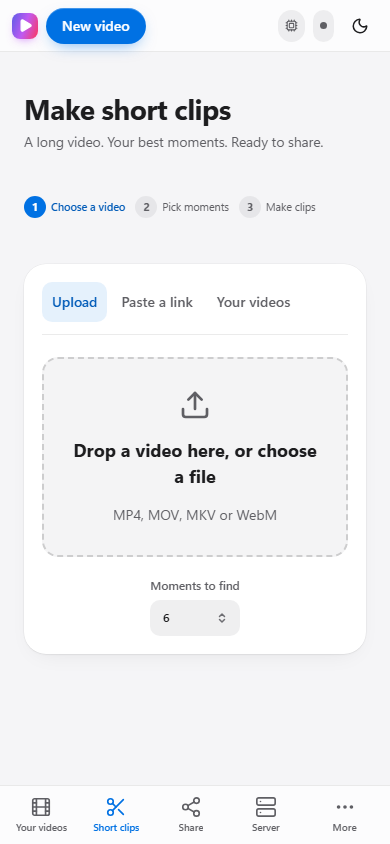 New video
Make short clips
A long video. Your best moments. Ready to share.
1 Choose a video 2 Pick moments 3 Make clips
Upload Paste a link Your videos
Drop a video here, or choose
a file
MP4, MOV, MKV or WebM
Moments to find
6
Your videos Short clips Share Server More